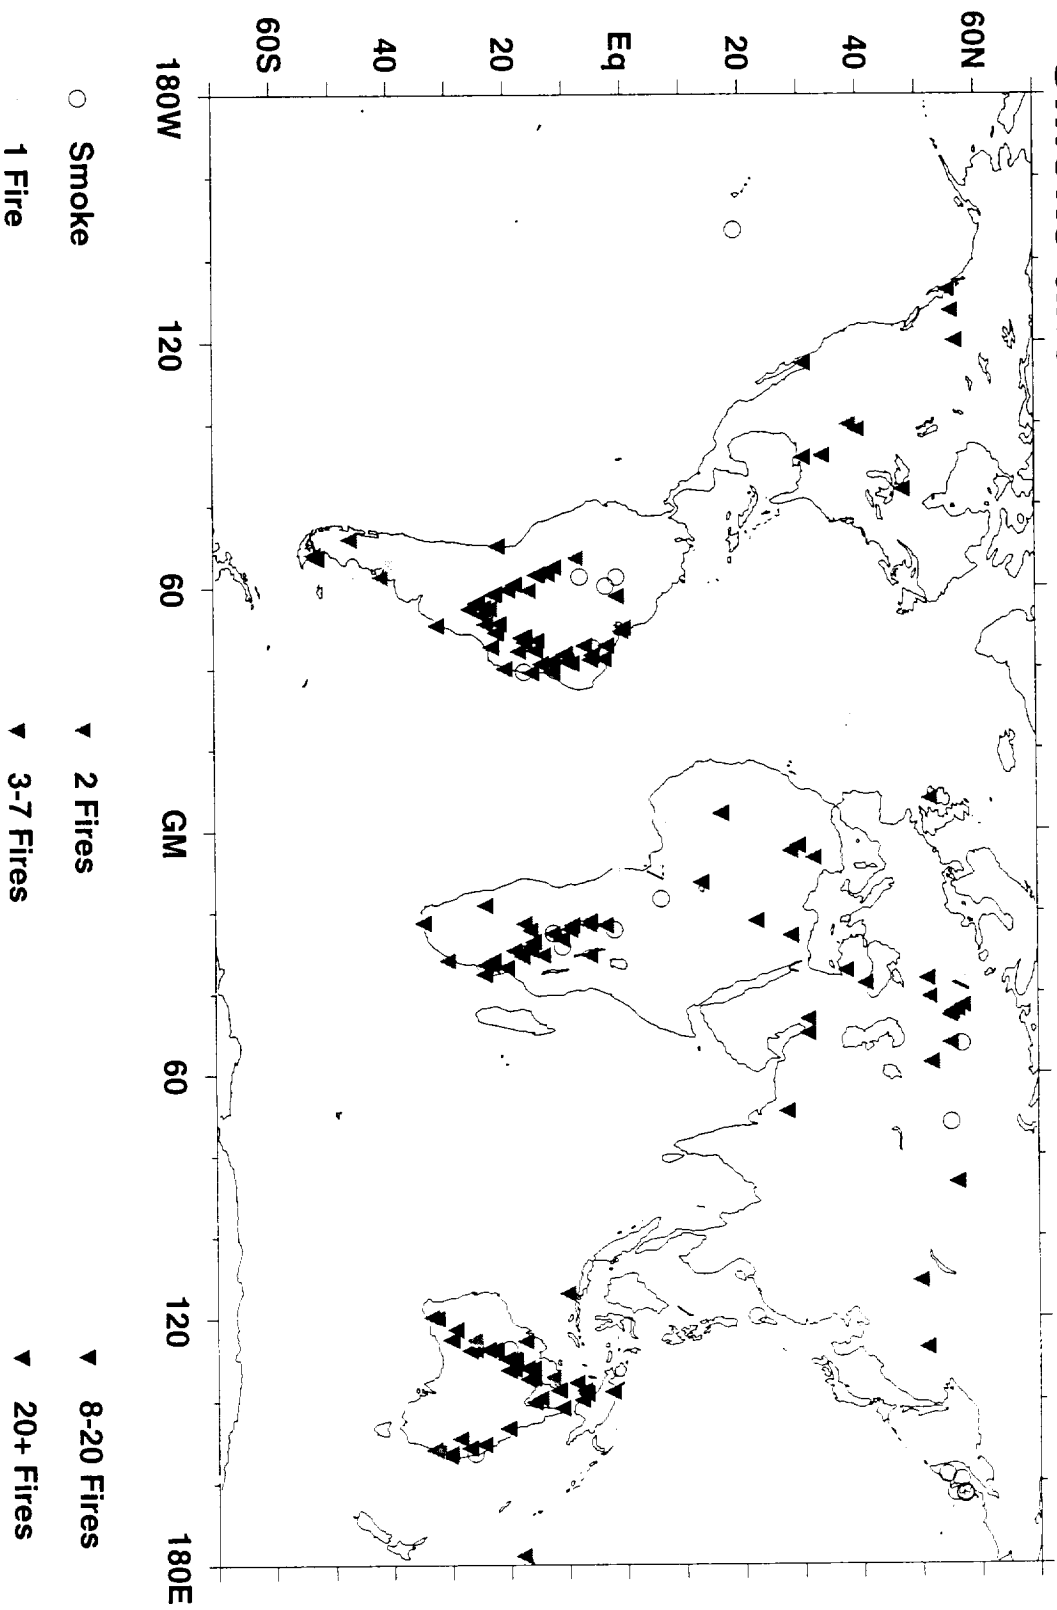 60N
40
20
Eq
20
40
60S
180W
120
60
GM
60
120
180E
○ Smoke
▲ 2 Fires
▲ 8-20 Fires
1 Fire
▲ 3-7 Fires
▲ 20+ Fires